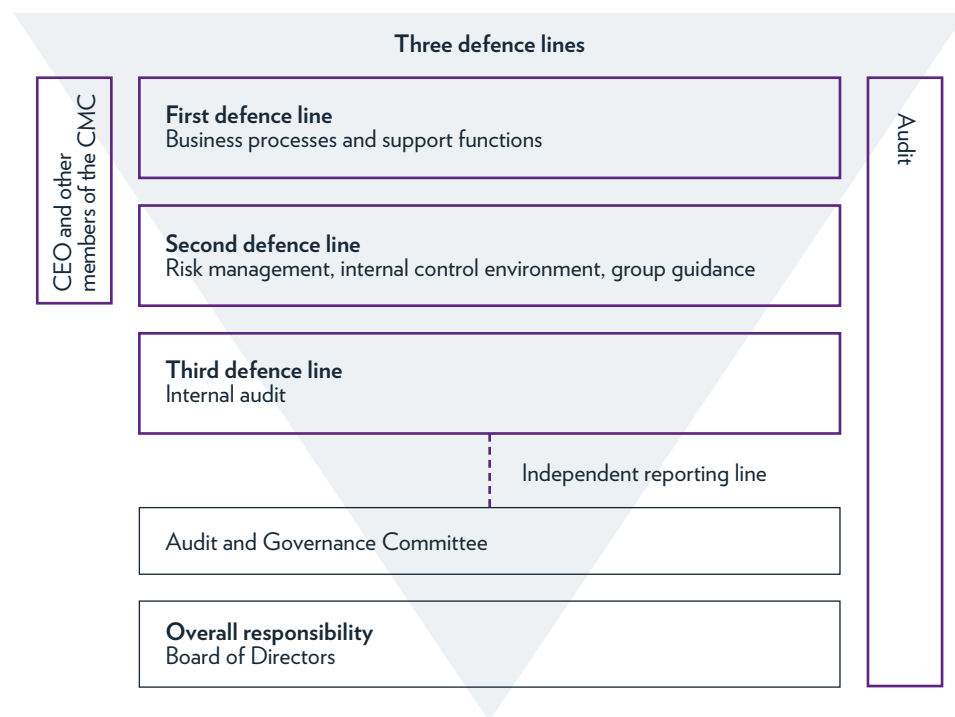 Three defence lines
CEO and other
members of the CMC
First defence line
Business processes and support functions
Audit
Second defence line
Risk management, internal control environment, group guidance
Third defence line
Internal audit
Independent reporting line
Audit and Governance Committee
Overall responsibility
Board of Directors